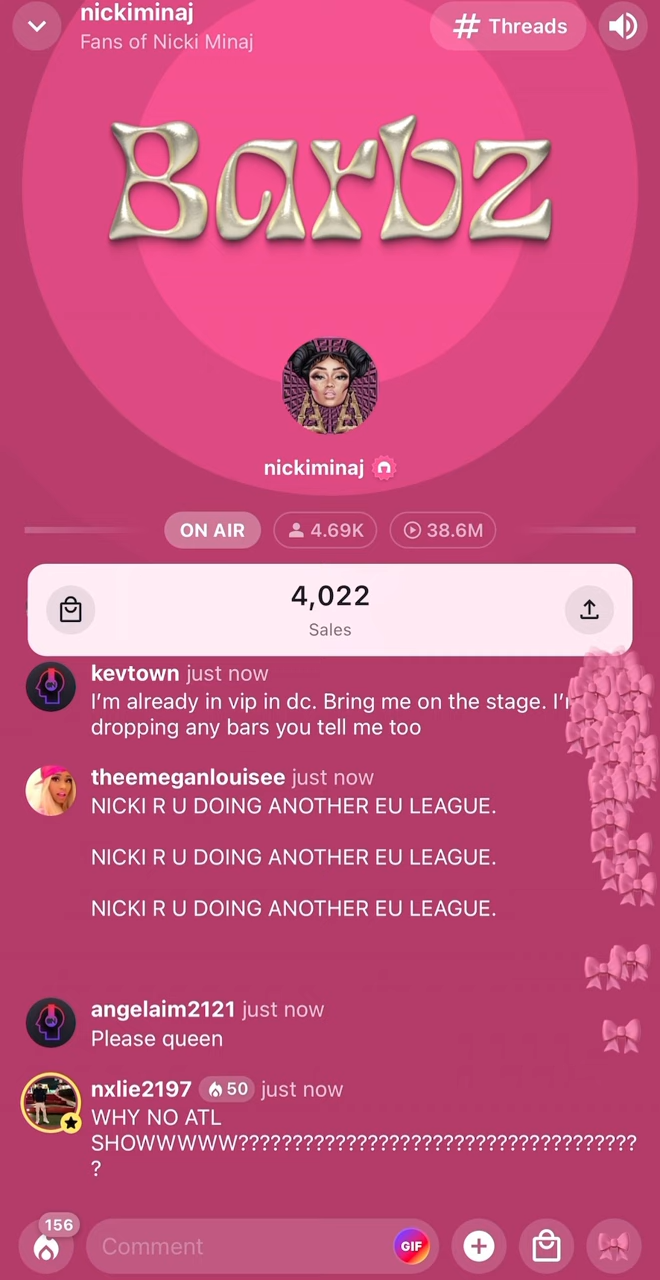 nickiminaj
Fans of Nicki Minaj
# Threads
Barbz
nickiminaj
ON AIR
4.69K
38.6M
4,022
Sales
kevtown just now
I’m already in vip in dc. Bring me on the stage.
dropping any bars you tell me too
theemeganlouisee just now
NICKI R U DOING ANOTHER EU LEAGUE.
NICKI R U DOING ANOTHER EU LEAGUE.
NICKI R U DOING ANOTHER EU LEAGUE.
angelaim2121 just now
Please queen
nxlie2197 50 just now
WHY NO ATL
SHOWWWWW?????????????????????????????????????
?
156
Comment
GIF